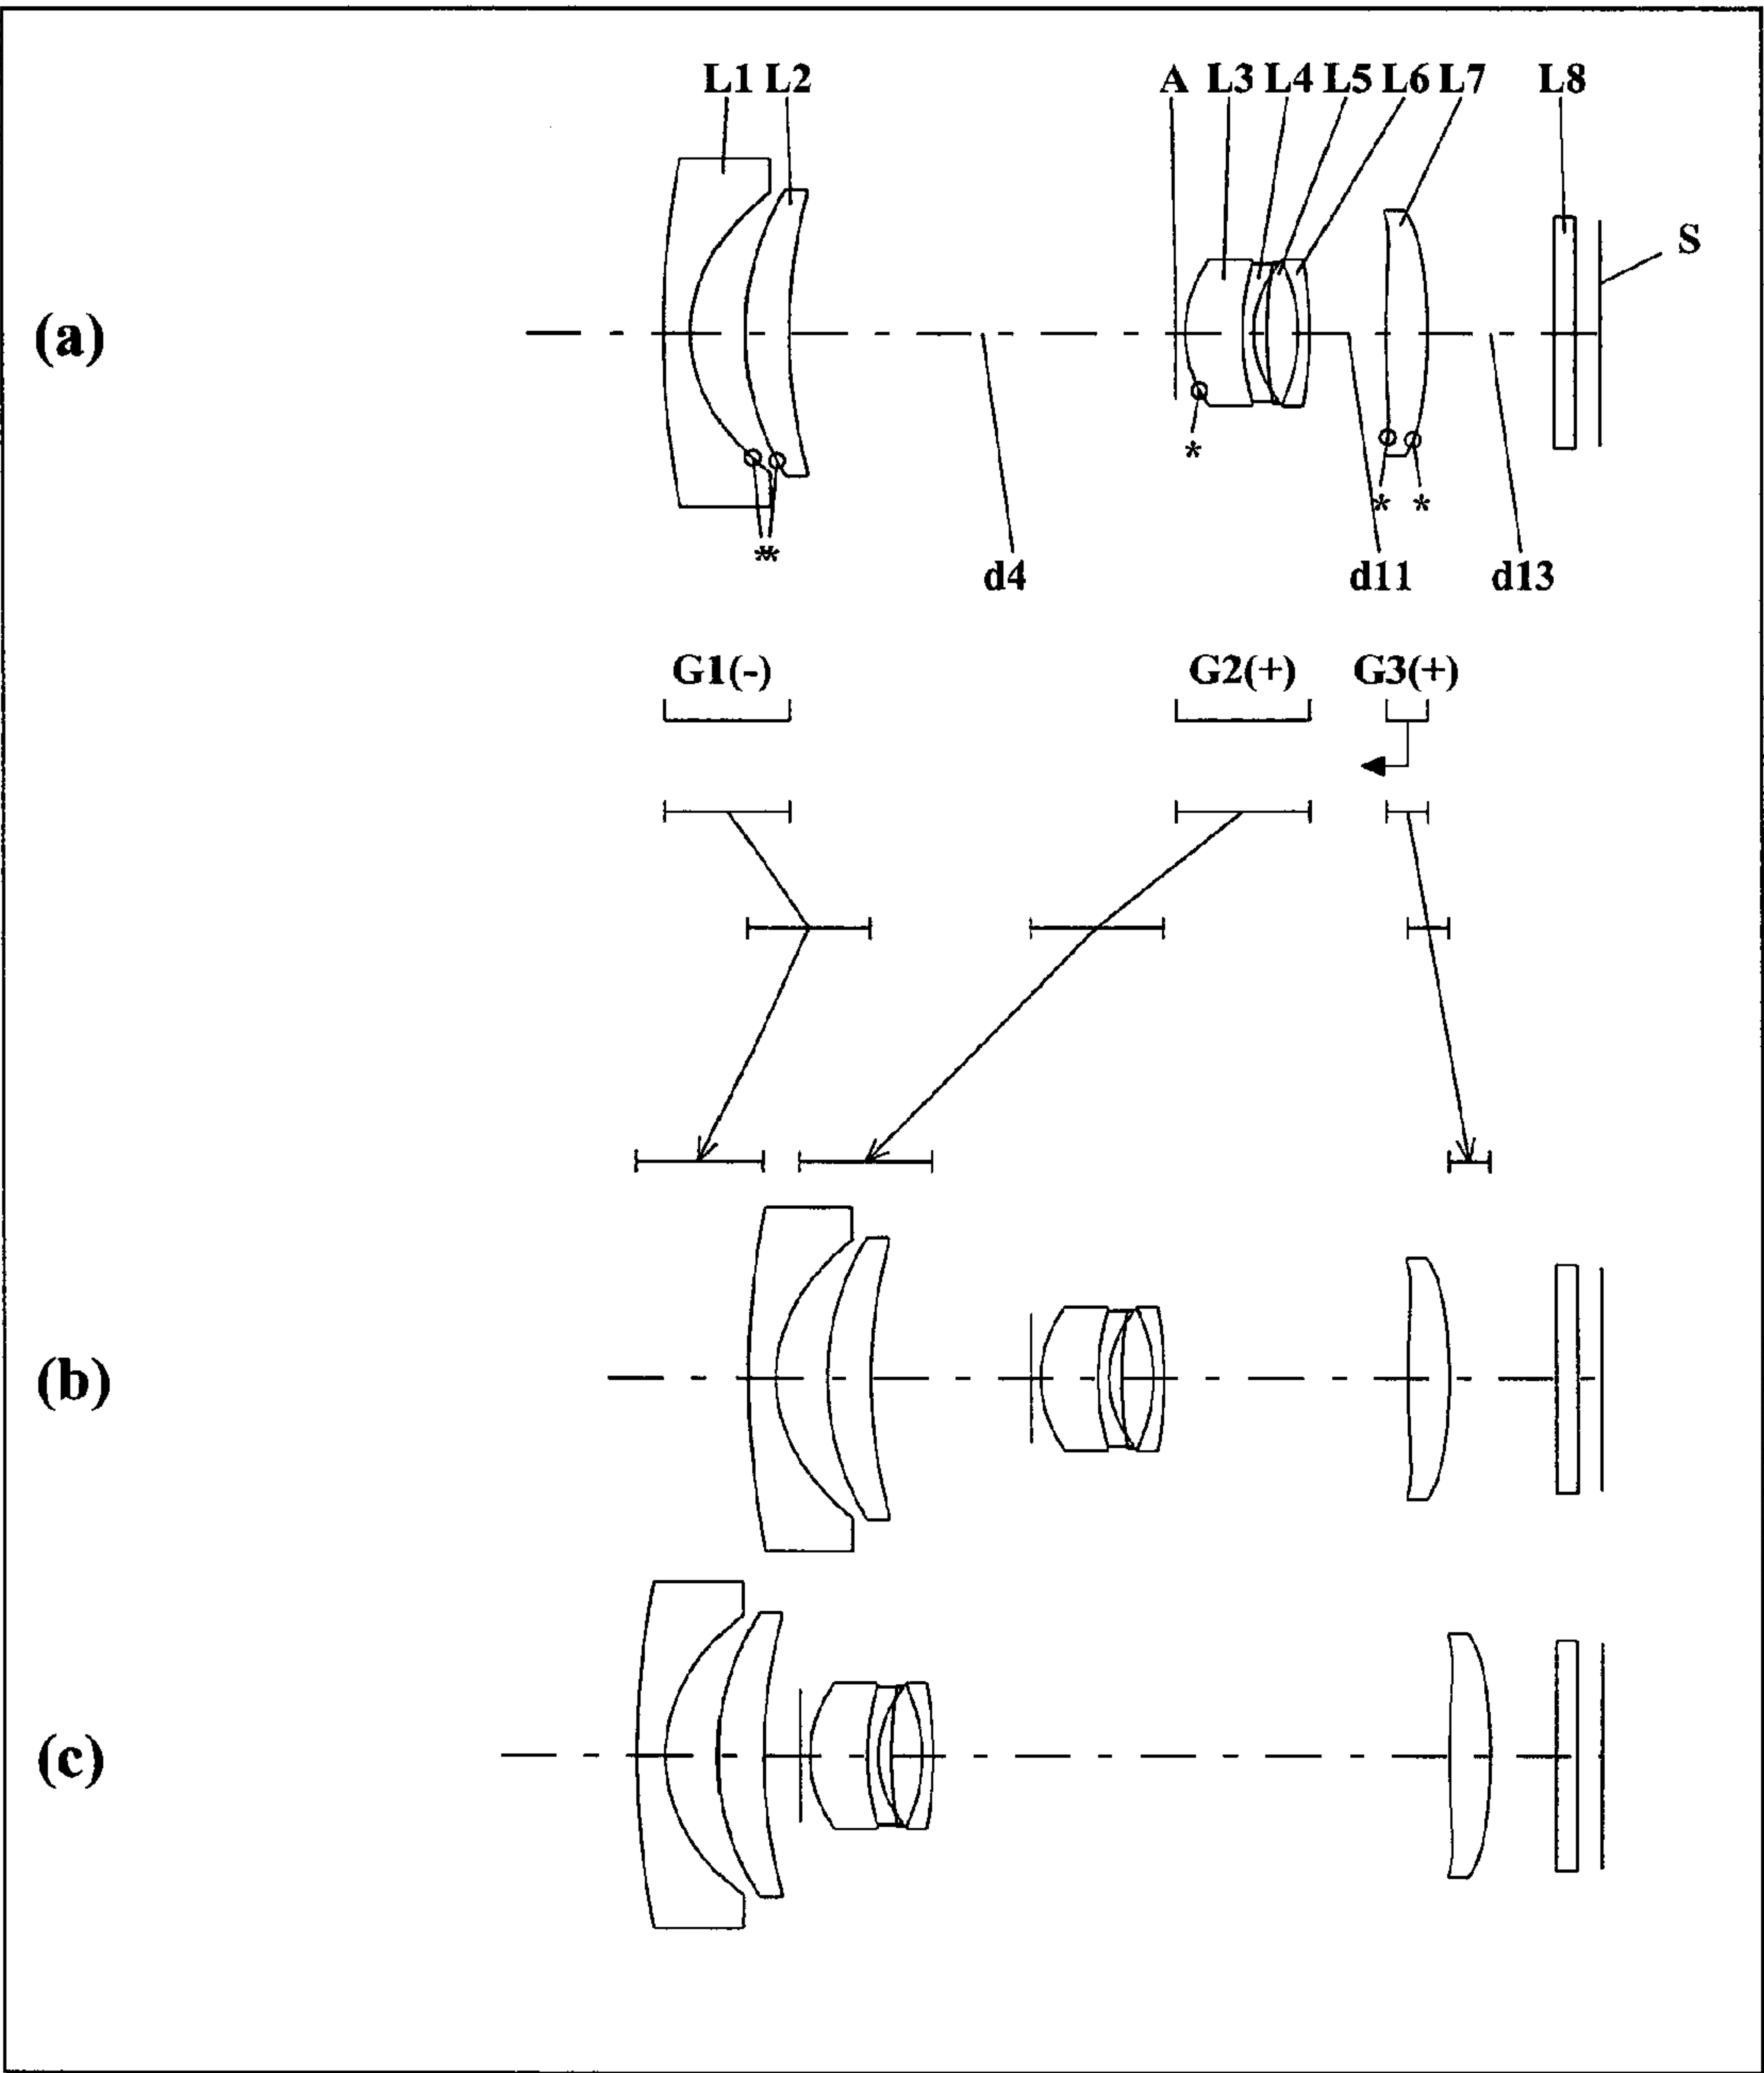 L1 L2 A L3 L4 L5 L6 L7 L8
S
(a)
*
* *
**
d4 d11 d13
G1(-) G2(+) G3(+)
(b)
(c)